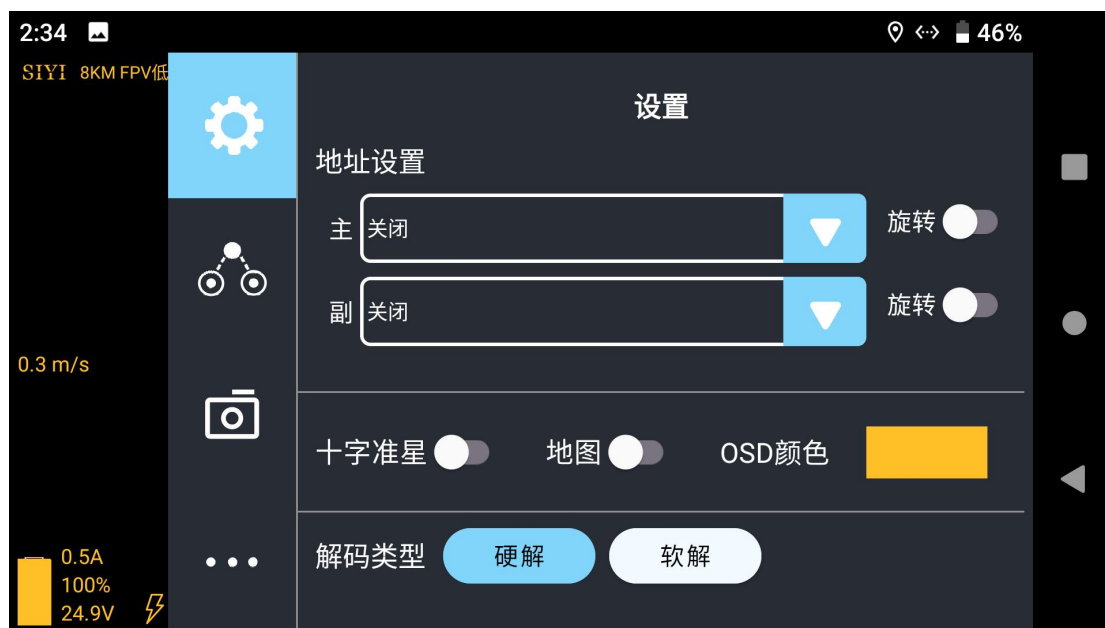 2:34
46%
SIYI 8KM FPV低
设置
地址设置
主 关闭 旋转
副 关闭 旋转
0.3 m/s
十字准星 地图 OSD颜色
解码类型 硬解 软解
0.5A
100%
24.9V